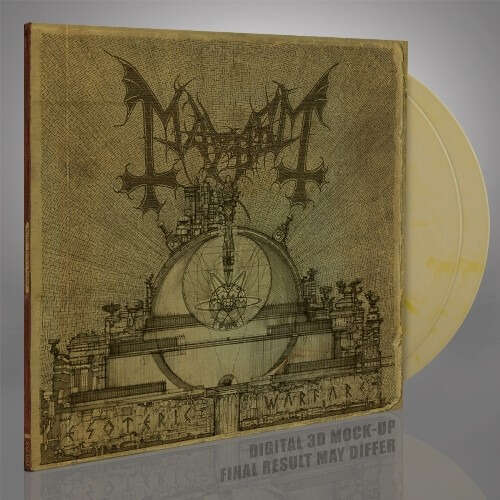 MAYHEM
ESOTERIC WARFARE
DIGITAL 3D MOCK-UP
FINAL RESULT MAY DIFFER